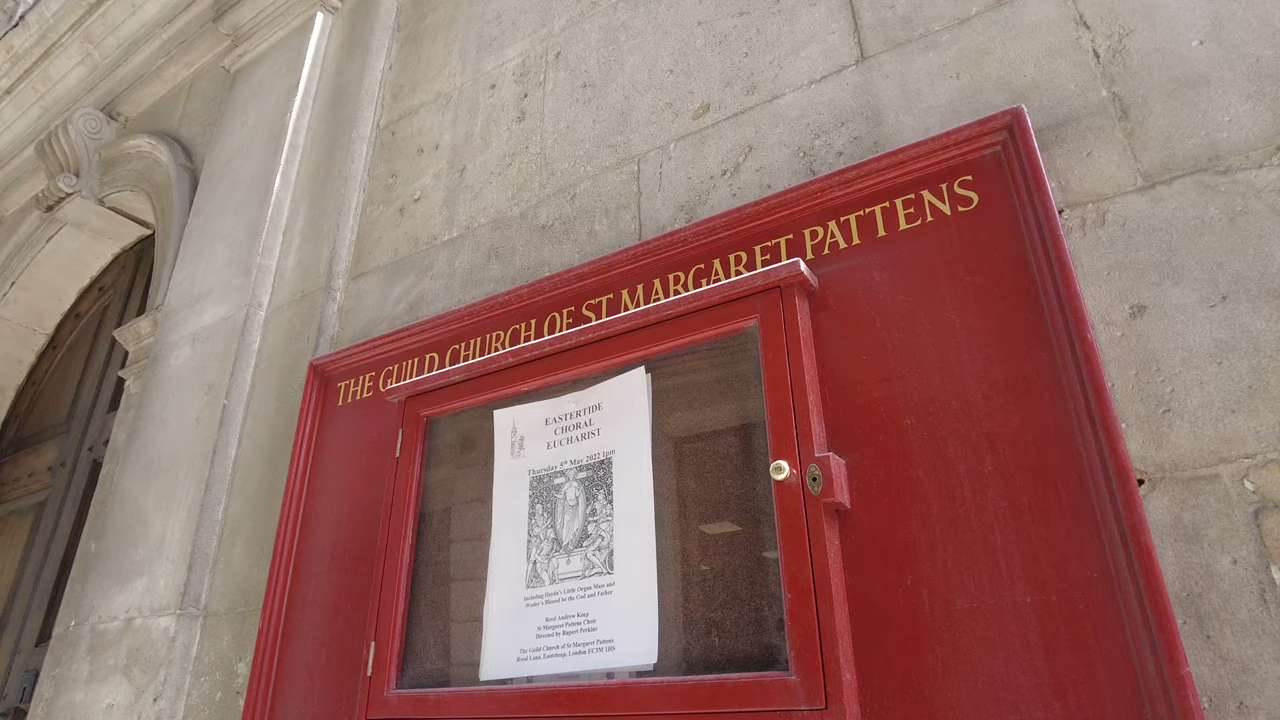 THE GUILD CHURCH OF ST MARGARET PATTENS
EASTERTIDE
CHORAL
EUCHARIST
Thursday 5th May 2022 1pm
Including Haydn's Little Organ Mass and
Wesley's Blessed be the God and Father
Revd Andrew Keep
St Margaret Pattens Choir
Directed by Rupert Perkins
The Guild Church of St Margaret Pattens
Rood Lane, Eastcheap, London EC3M 1HS